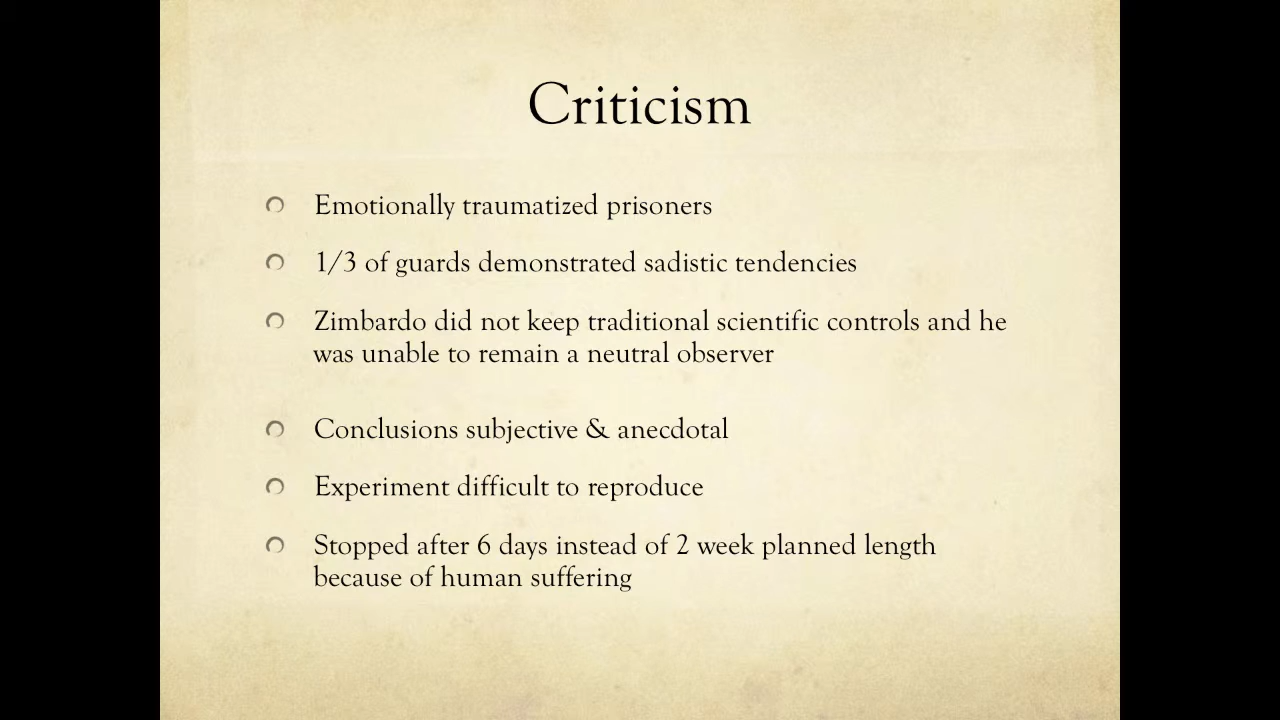 Criticism
Emotionally traumatized prisoners
1/3 of guards demonstrated sadistic tendencies
Zimbardo did not keep traditional scientific controls and he
was unable to remain a neutral observer
Conclusions subjective & anecdotal
Experiment difficult to reproduce
Stopped after 6 days instead of 2 week planned length
because of human suffering